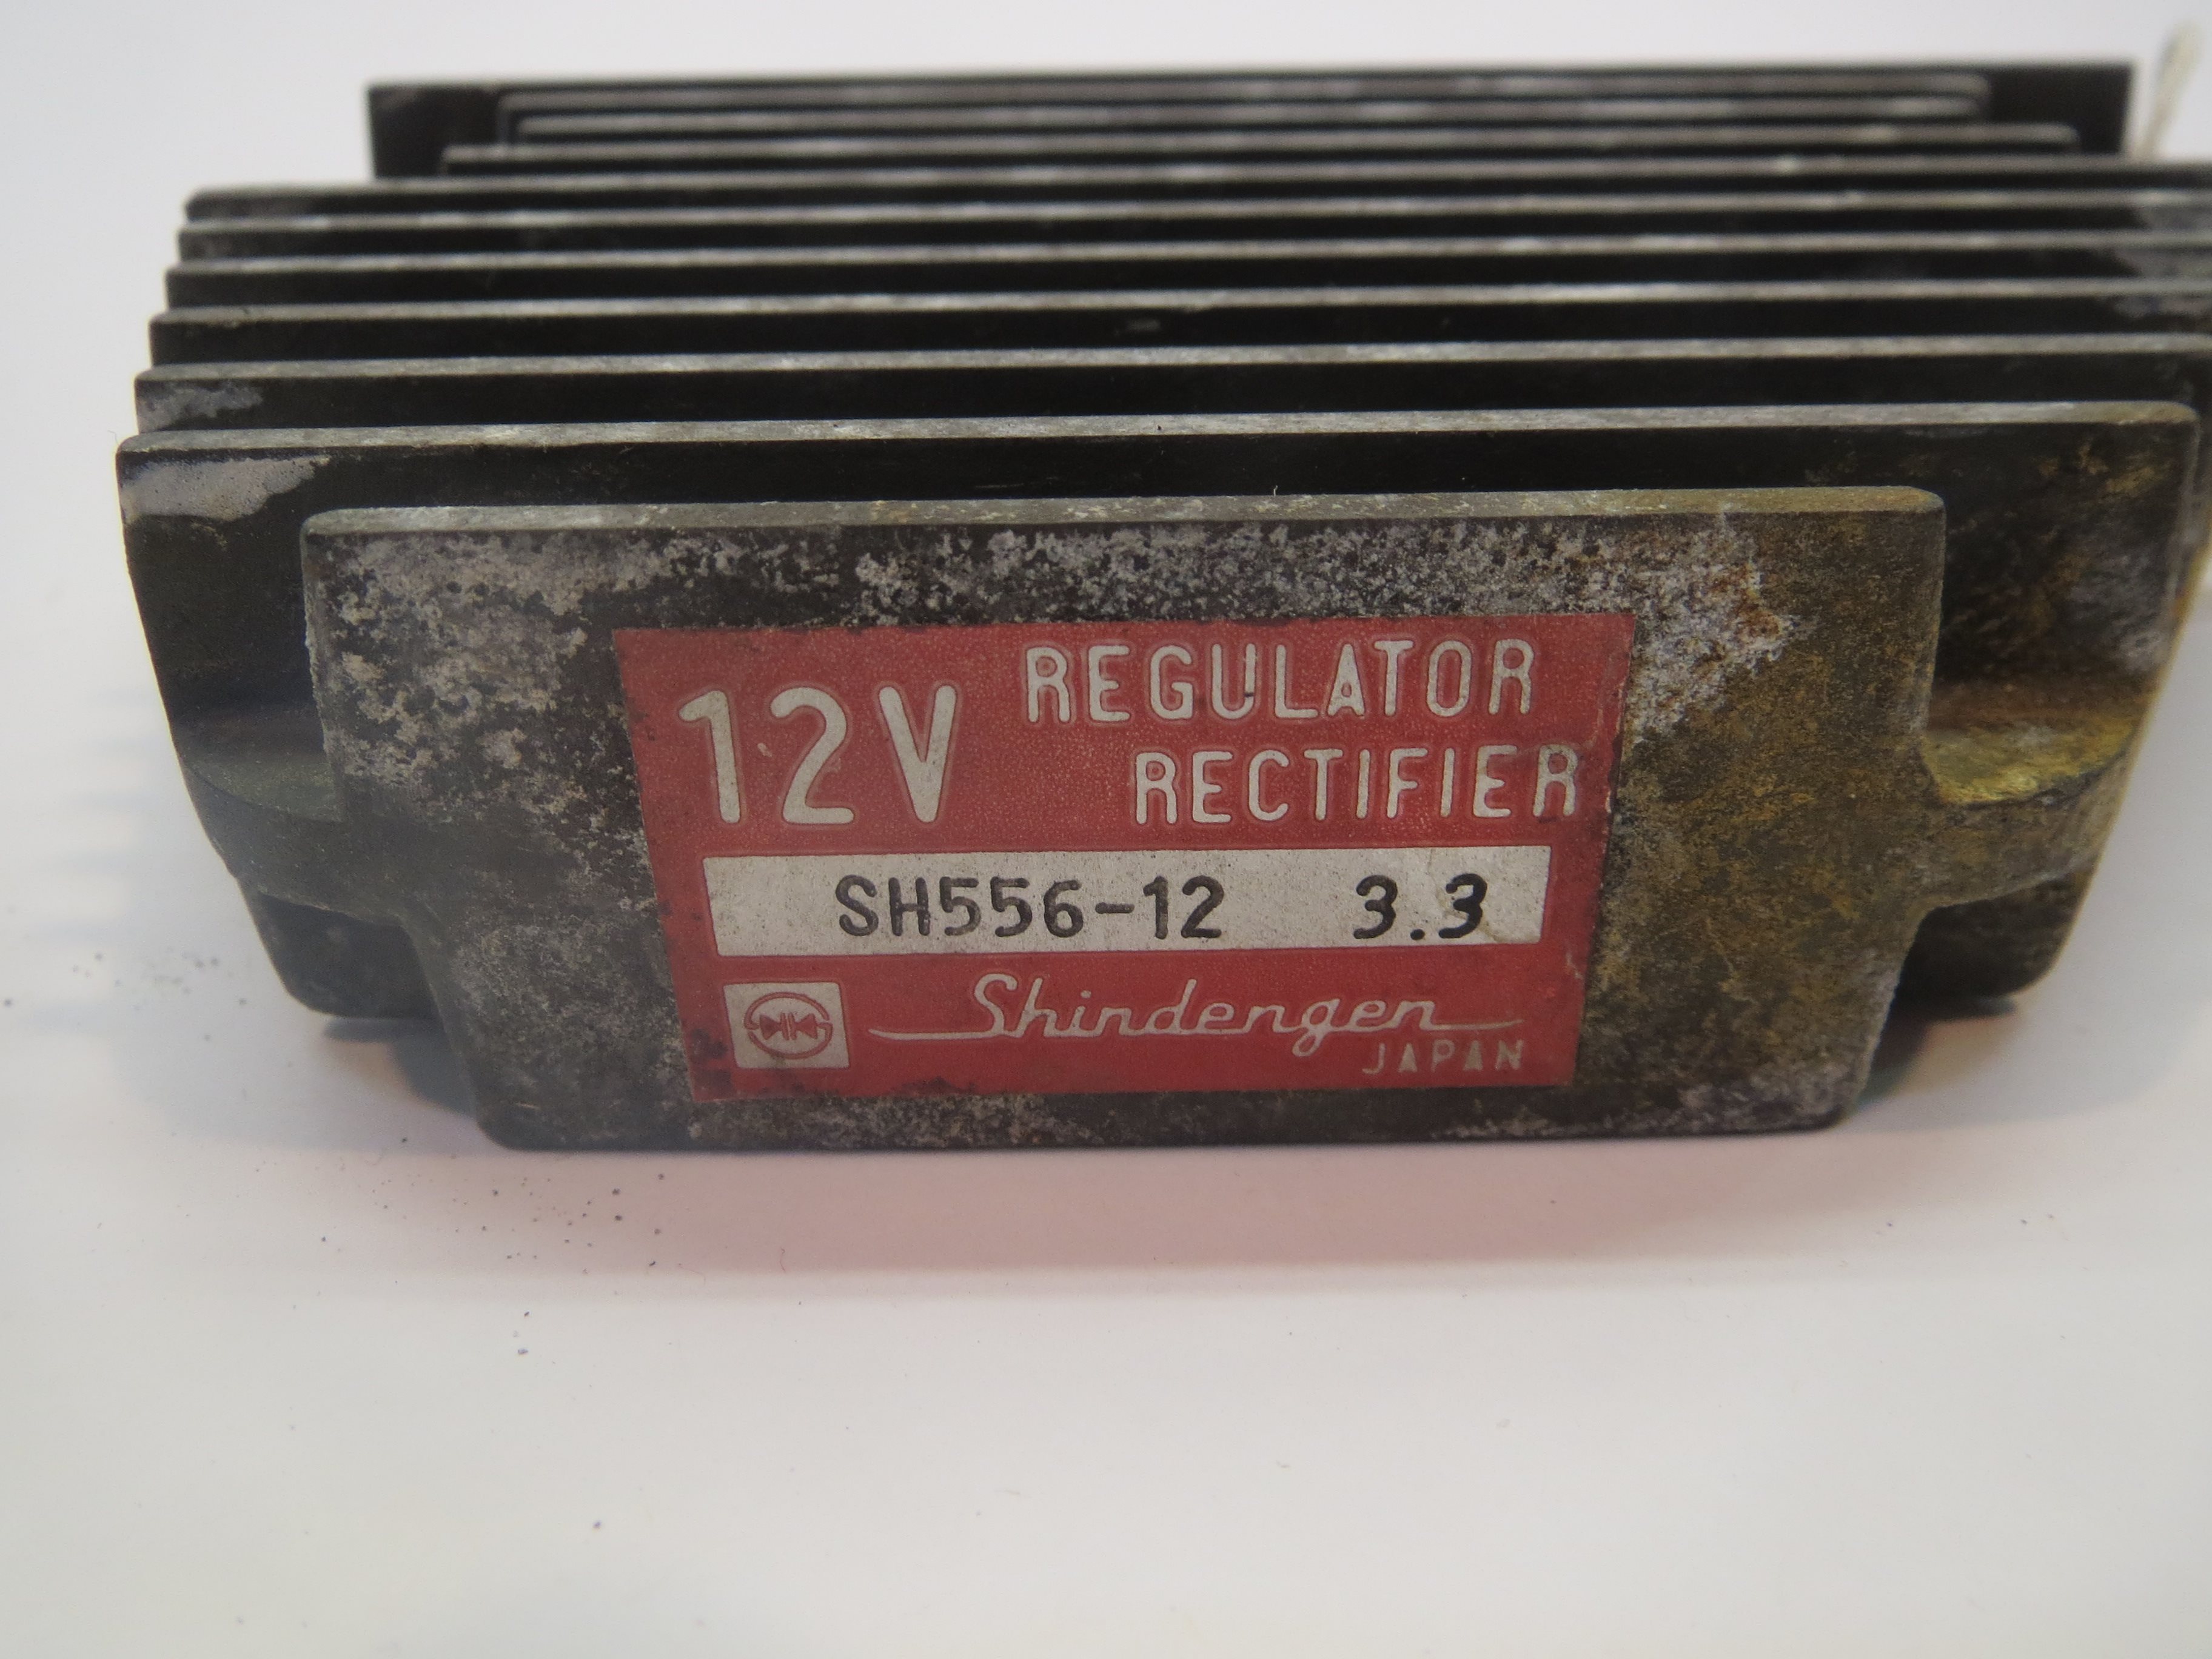 12V REGULATOR
RECTIFIER
SH556-12 3.3
Shindengen
JAPAN